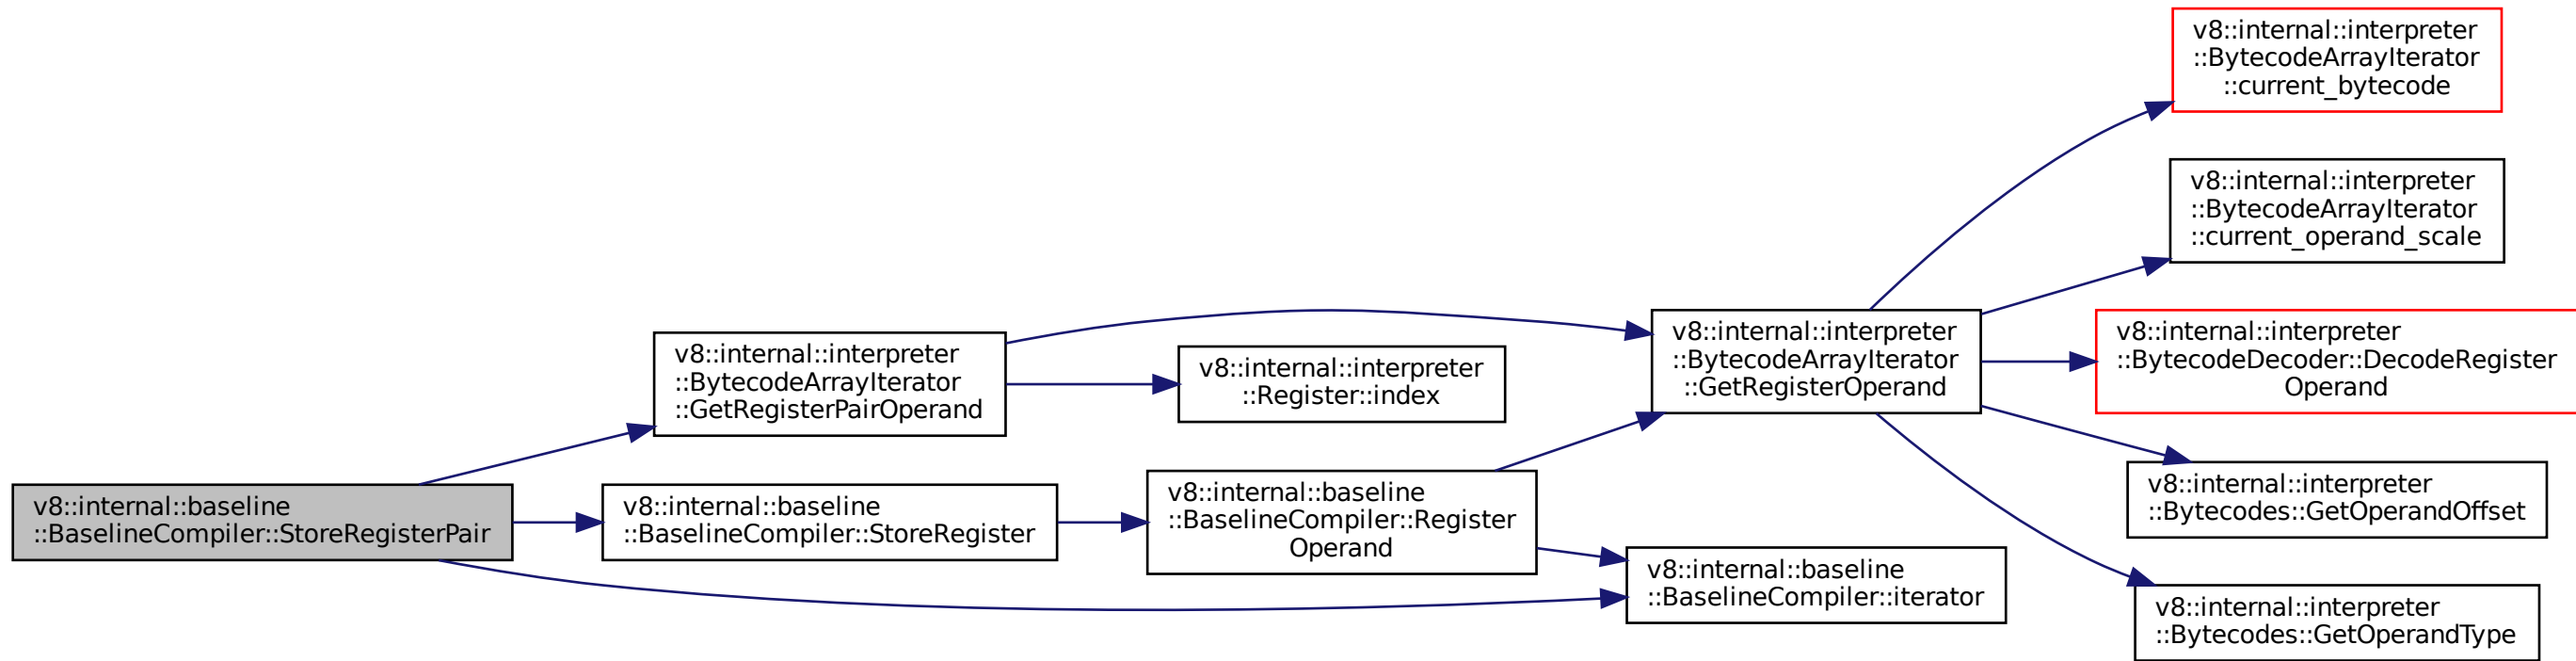 v8::internal::baseline
::BaselineCompiler::StoreRegisterPair
v8::internal::interpreter
::BytecodeArrayIterator
::GetRegisterPairOperand
v8::internal::baseline
::BaselineCompiler::StoreRegister
v8::internal::interpreter
::Register::index
v8::internal::baseline
::BaselineCompiler::Register
Operand
v8::internal::interpreter
::BytecodeArrayIterator
::GetRegisterOperand
v8::internal::baseline
::BaselineCompiler::iterator
v8::internal::interpreter
::BytecodeArrayIterator
::current_bytecode
v8::internal::interpreter
::BytecodeArrayIterator
::current_operand_scale
v8::internal::interpreter
::BytecodeDecoder::DecodeRegister
Operand
v8::internal::interpreter
::Bytecodes::GetOperandOffset
v8::internal::interpreter
::Bytecodes::GetOperandType